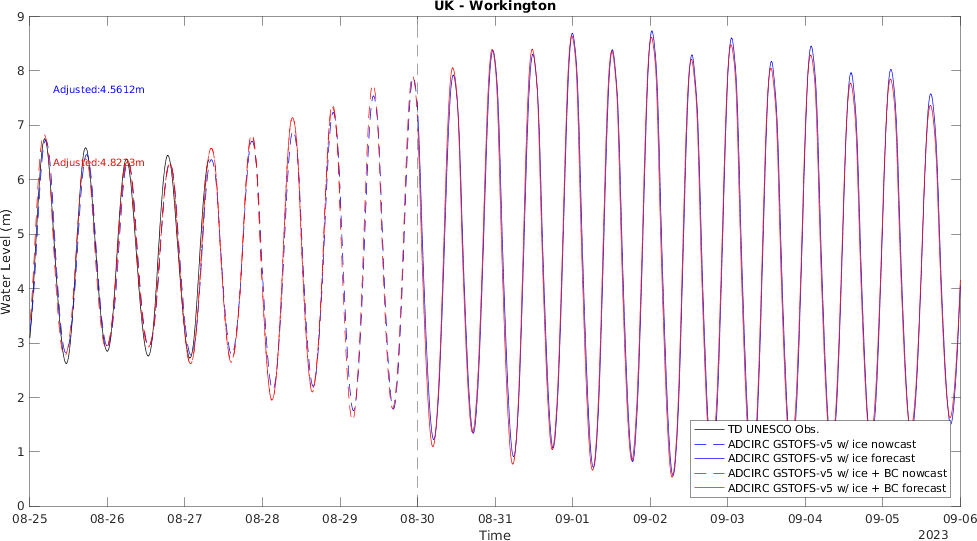 UK - Workington
9
8
7
6
5
4
3
2
1
0
Water Level (m)
Adjusted:4.5612m
Adjusted:4.8233m
TD UNESCO Obs.
ADCIRC GSTOFS-v5 w/ ice nowcast
ADCIRC GSTOFS-v5 w/ ice forecast
ADCIRC GSTOFS-v5 w/ ice + BC nowcast
ADCIRC GSTOFS-v5 w/ ice + BC forecast
08-25 08-26 08-27 08-28 08-29 08-30 08-31 09-01 09-02 09-03 09-04 09-05 09-06
Time
2023